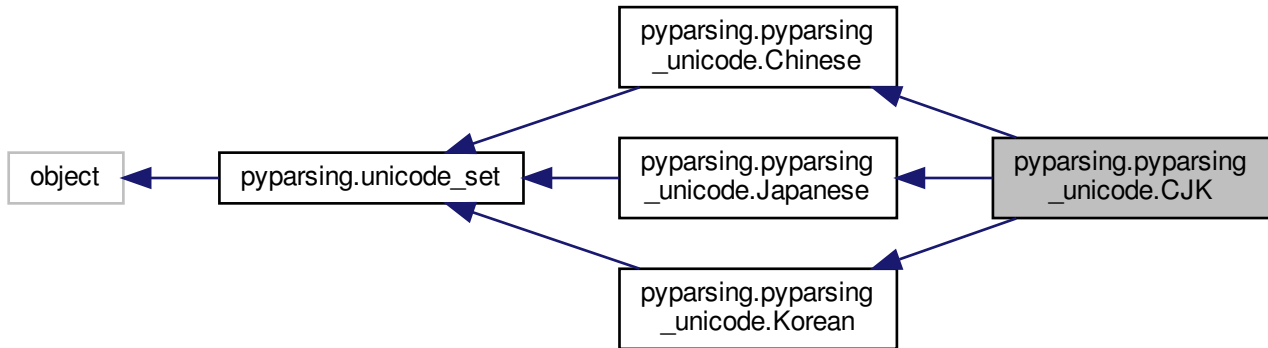 object
pyparsing.unicode_set
pyparsing.pyparsing
_unicode.Chinese
pyparsing.pyparsing
_unicode.Japanese
pyparsing.pyparsing
_unicode.Korean
pyparsing.pyparsing
_unicode.CJK